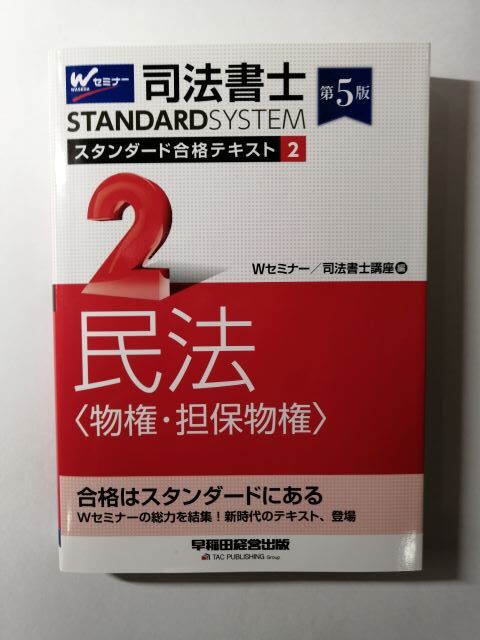 Wセミナー
WASEDA
司法書士
第5版
STANDARDSYSTEM
スタンダード合格テキスト 2
2
Wセミナー／司法書士講座 編
民法
〈物権・担保物権〉
合格はスタンダードにある
Wセミナーの総力を結集！新時代のテキスト、登場
早稲田経営出版
TAC PUBLISHING Group